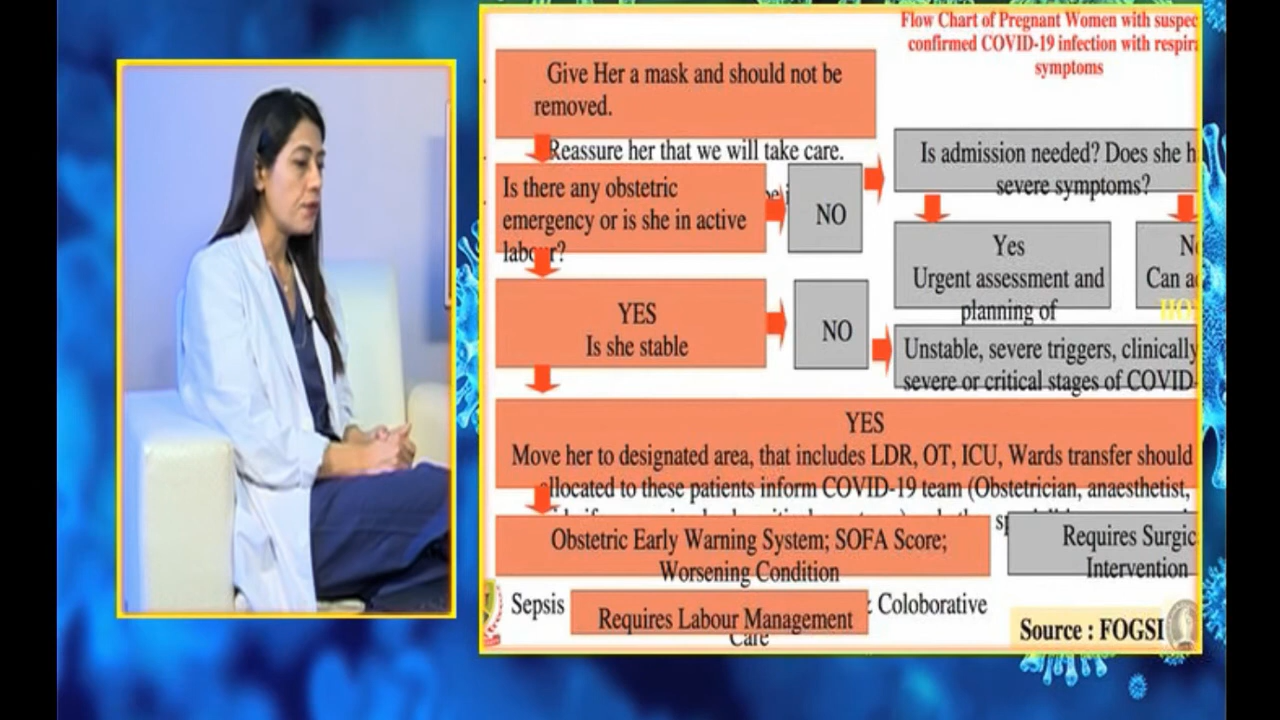 Flow Chart of Pregnant Women with suspec
confirmed COVID-19 infection with respir
symptoms
Give Her a mask and should not be
removed.
Reassure her that we will take care.
Is there any obstetric
emergency or is she in active
labour?
NO
Is admission needed? Does she h
severe symptoms?
Yes
Urgent assessment and
planning of
Can
YES
Is she stable
NO
Unstable, severe triggers, clinically
severe or critical stages of COVID-
YES
Move her to designated area, that includes LDR, OT, ICU, Wards transfer should
allocated to these patients inform COVID-19 team (Obstetrician, anaesthetist,
Obstetric Early Warning System; SOFA Score;
Worsening Condition
Requires Surgic
Intervention
Sepsis
Requires Labour Management
Coloborative
Care
Source : FOGSI